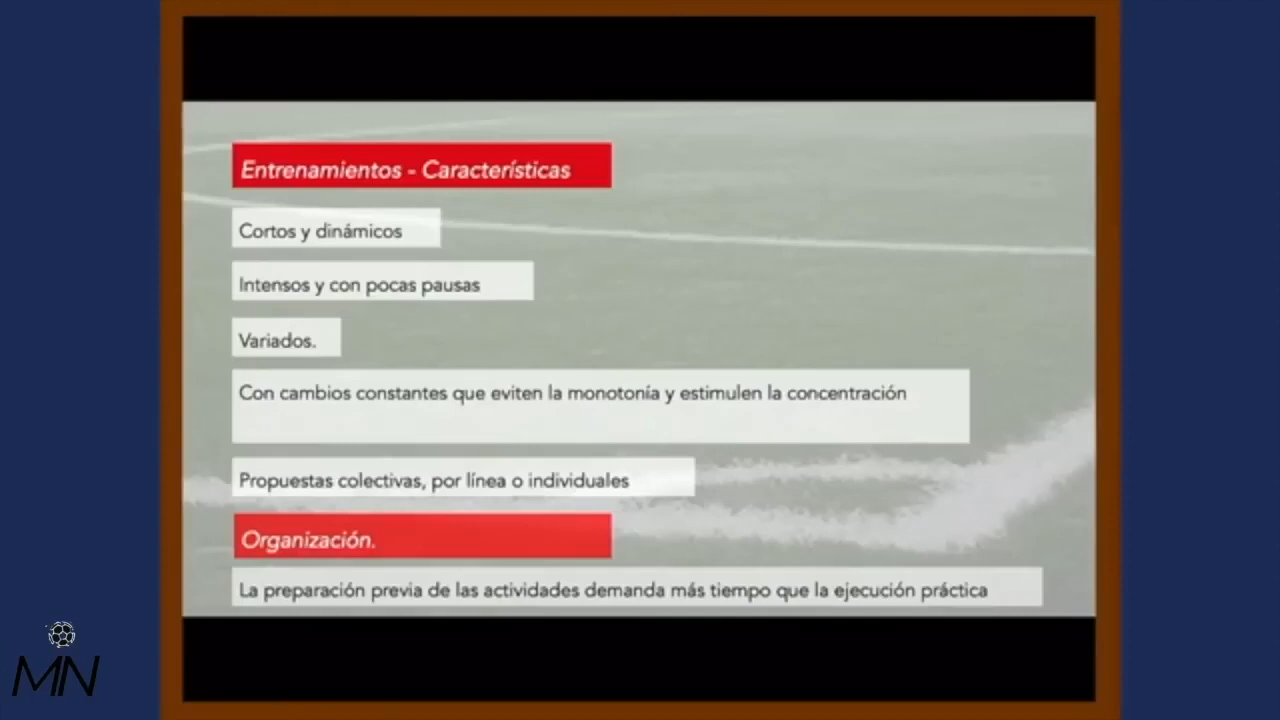 Entrenamientos - Características
Cortos y dinámicos
Intensos y con pocas pausas
Variados.
Con cambios constantes que eviten la monotonía y estimulen la concentración
Propuestas colectivas, por línea o individuales
Organización.
La preparación previa de las actividades demanda más tiempo que la ejecución práctica
MN